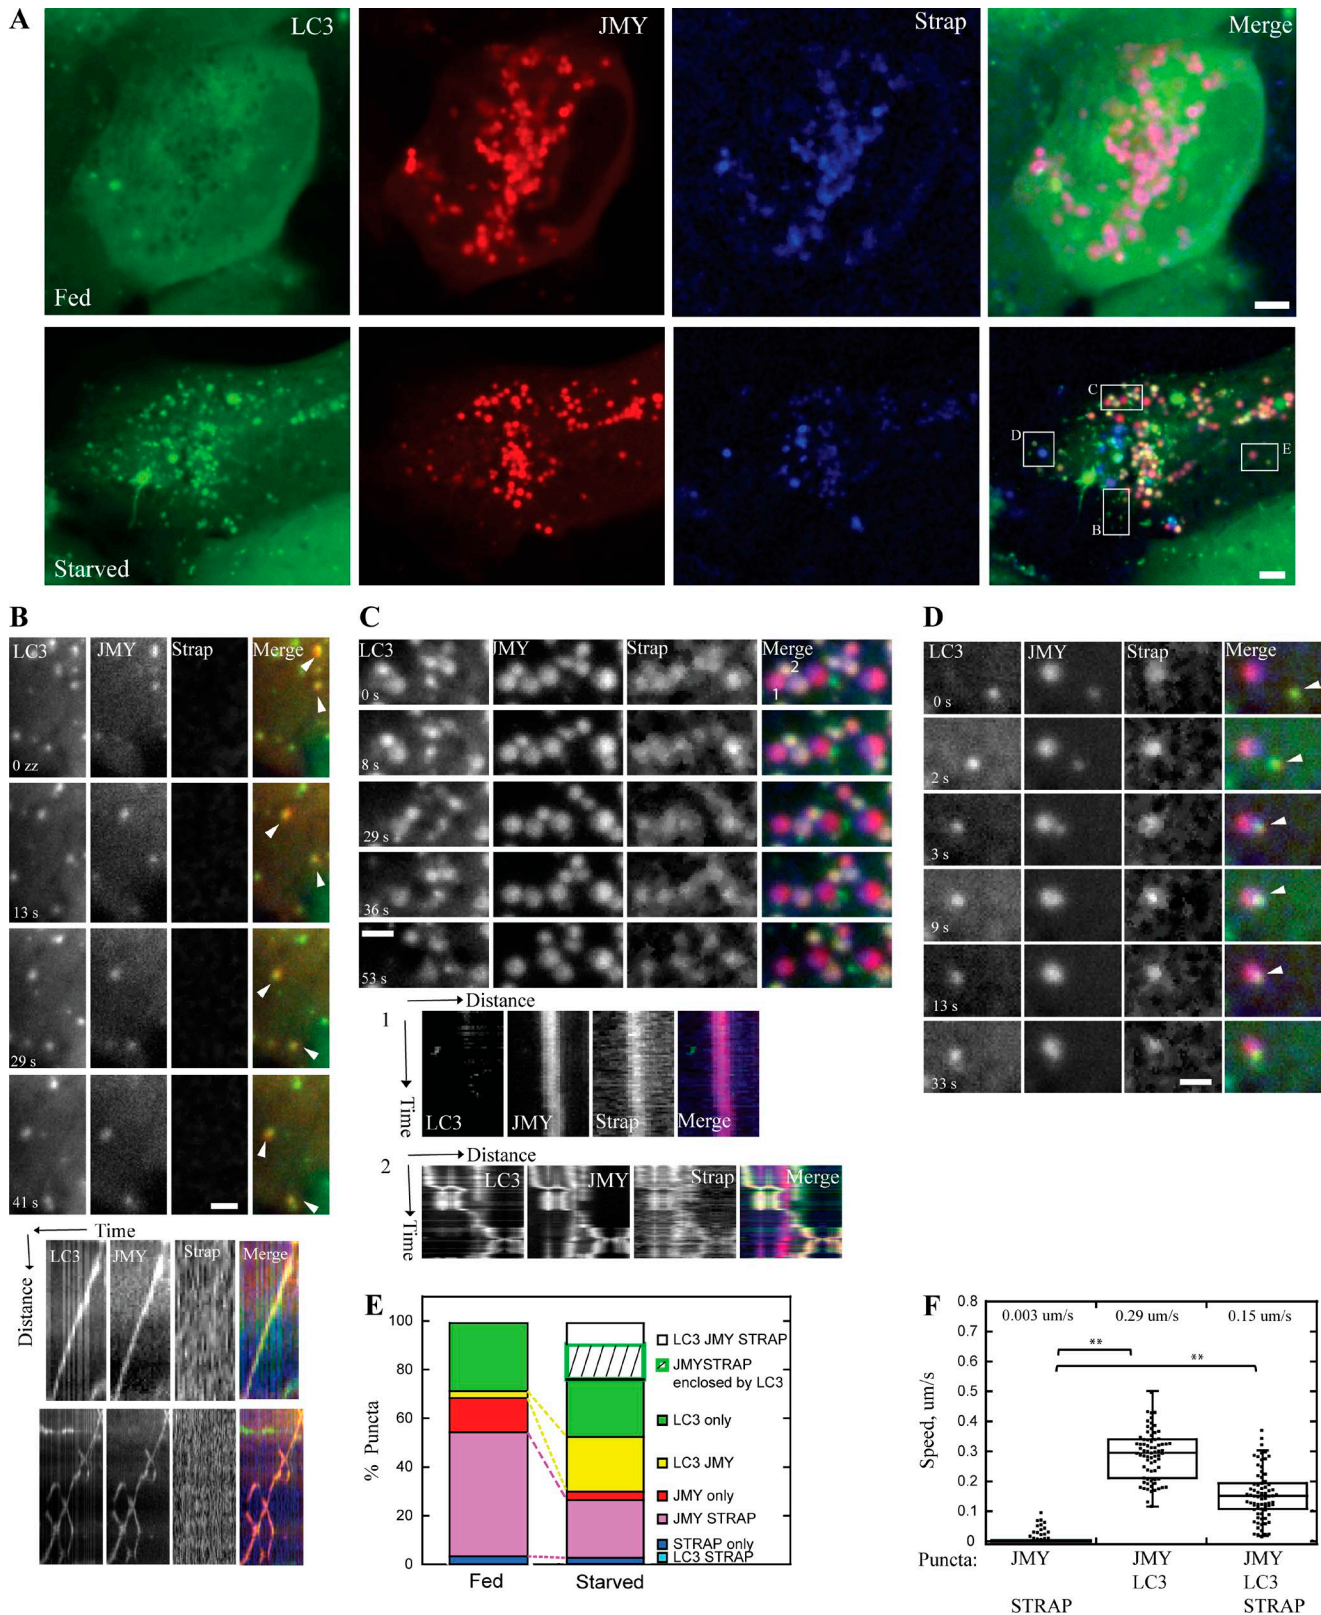 A
LC3
JMY
Strap
Merge
Fed
Starved
C
D
E
B
B
LC3
JMY
Strap
Merge
0 zz
13 s
29 s
41 s
Time
Distance
LC3
JMY
Strap
Merge
C
LC3
JMY
Strap
Merge
2
1
0 s
8 s
29 s
36 s
53 s
Distance
1
Time
LC3
JMY
Strap
Merge
Distance
2
Time
LC3
JMY
Strap
Merge
D
LC3
JMY
Strap
Merge
0 s
2 s
3 s
9 s
13 s
33 s
E
100
80
60
40
20
0
% Puncta
Fed
Starved
LC3 JMY STRAP
JMYSTRAP
enclosed by LC3
LC3 only
LC3 JMY
JMY only
JMY STRAP
STRAP only
LC3 STRAP
F
0.8
0.7
0.6
0.5
0.4
0.3
0.2
0.1
0
Speed, um/s
0.003 um/s
0.29 um/s
0.15 um/s
**
**
Puncta:
JMY
STRAP
JMY
LC3
JMY
LC3
STRAP